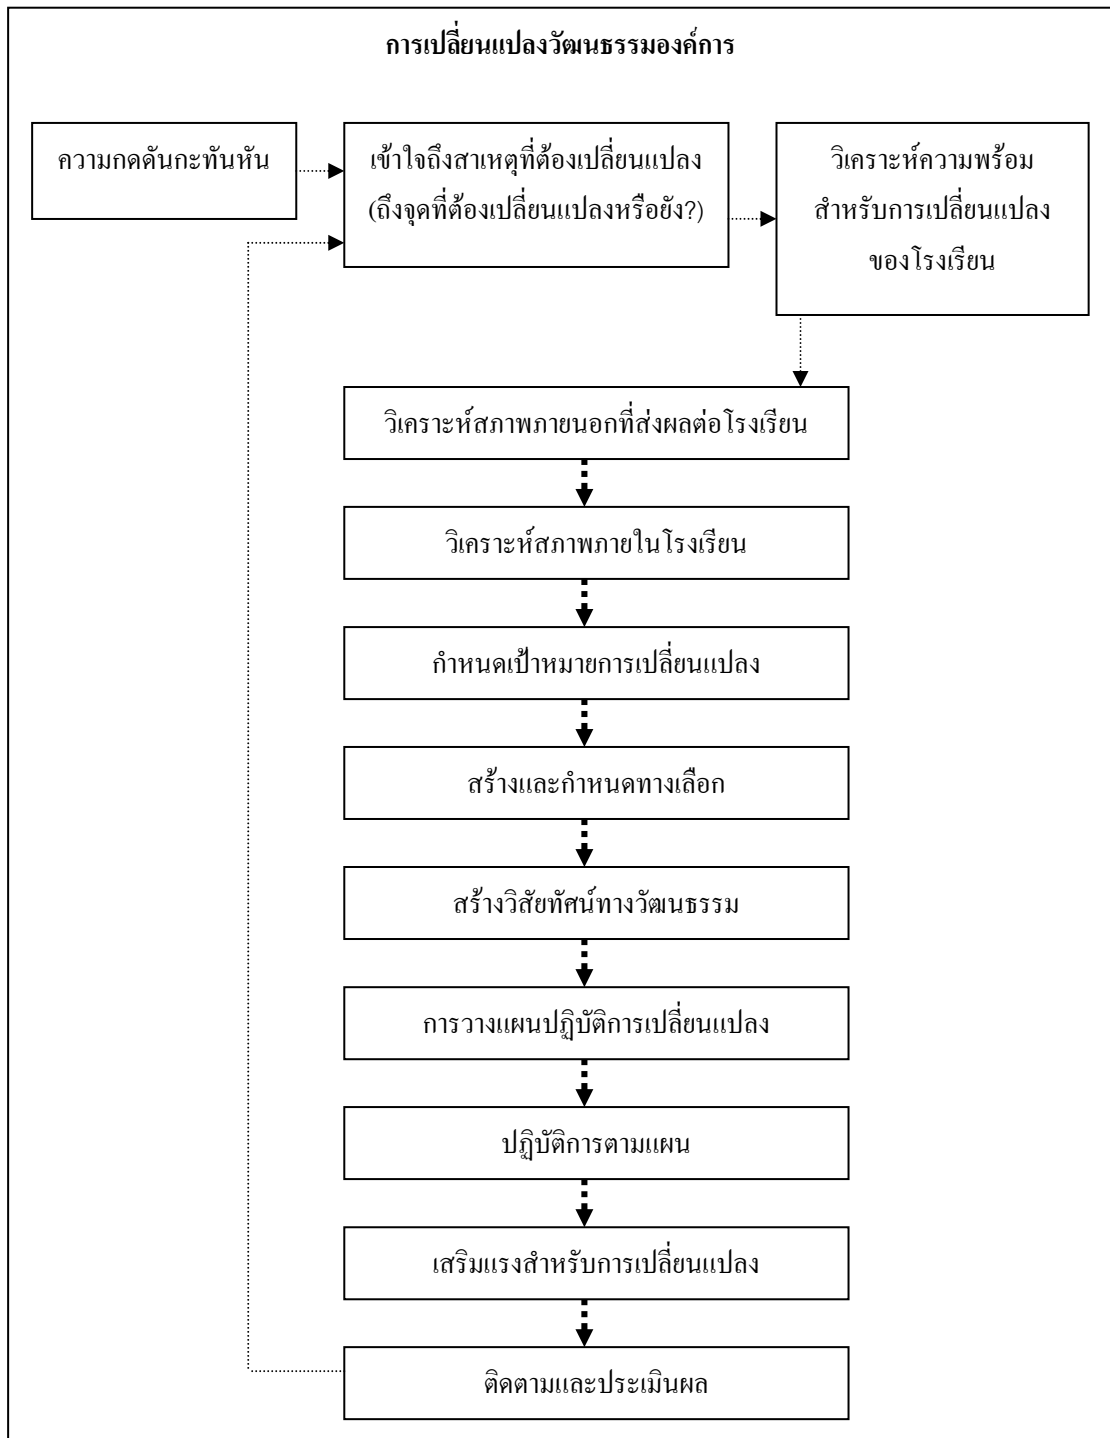 การเปลี่ยนแปลงวัฒนธรรมองค์การ
ความกดดันกะทันหัน
เข้าใจถึงสาเหตุที่ต้องเปลี่ยนแปลง
(ถึงจุดที่ต้องเปลี่ยนแปลงหรือยัง?)
วิเคราะห์ความพร้อม
สำหรับการเปลี่ยนแปลง
ของโรงเรียน
วิเคราะห์สภาพภายนอกที่ส่งผลต่อโรงเรียน
วิเคราะห์สภาพภายในโรงเรียน
กำหนดเป้าหมายการเปลี่ยนแปลง
สร้างและกำหนดทางเลือก
สร้างวิสัยทัศน์ทางวัฒนธรรม
การวางแผนปฏิบัติการเปลี่ยนแปลง
ปฏิบัติการตามแผน
เสริมแรงสำหรับการเปลี่ยนแปลง
ติดตามและประเมินผล